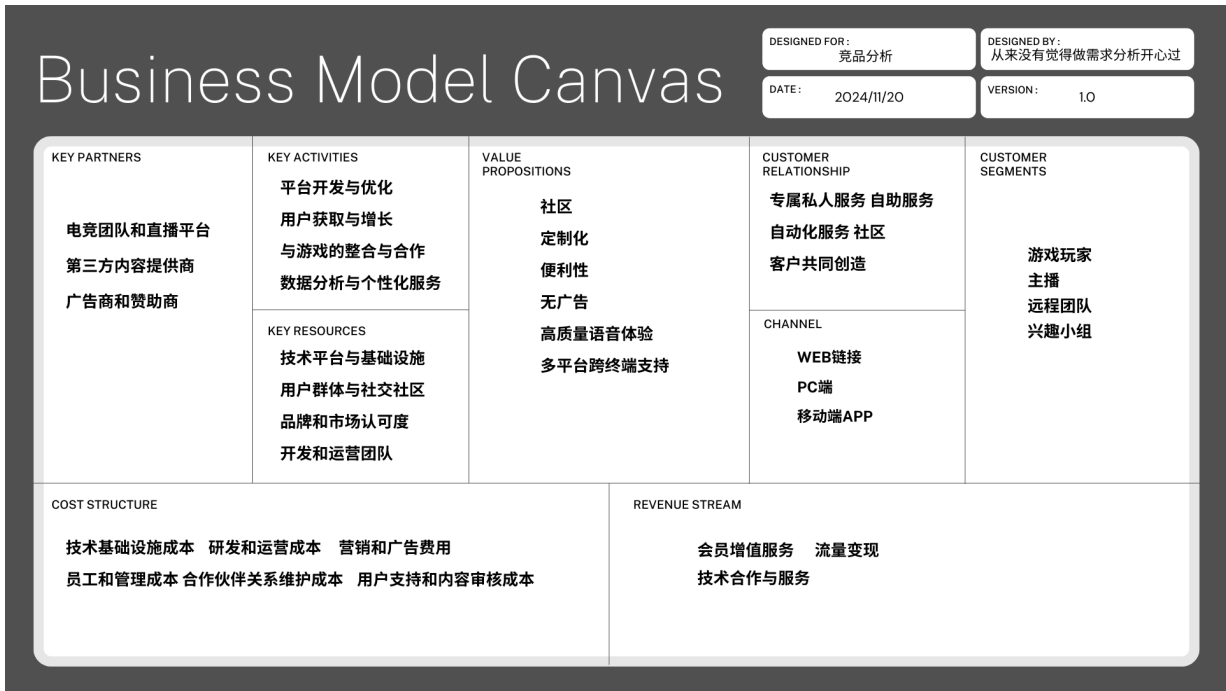 Business Model Canvas
DESIGNED FOR :
竞品分析
DESIGNED BY :
从来没有觉得做需求分析开心过
DATE :
2024/11/20
VERSION :
1.0
KEY PARTNERS
电竞团队和直播平台
第三方内容提供商
广告商和赞助商
KEY ACTIVITIES
平台开发与优化
用户获取与增长
与游戏的整合与合作
数据分析与个性化服务
KEY RESOURCES
技术平台与基础设施
用户群体与社交社区
品牌和市场认可度
开发和运营团队
VALUE
PROPOSITIONS
社区
定制化
便利性
无广告
高质量语音体验
多平台跨终端支持
CUSTOMER
RELATIONSHIP
专属私人服务 自助服务
自动化服务 社区
客户共同创造
CHANNEL
WEB链接
PC端
移动端APP
CUSTOMER
SEGMENTS
游戏玩家
主播
远程团队
兴趣小组
COST STRUCTURE
技术基础设施成本 研发和运营成本 营销和广告费用
员工和管理成本 合作伙伴关系维护成本 用户支持和内容审核成本
REVENUE STREAM
会员增值服务 流量变现
技术合作与服务